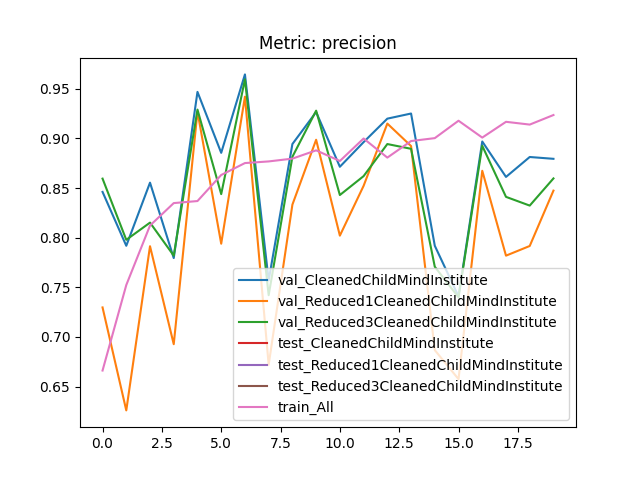 Metric: precision
0.95
0.90
0.85
0.80
0.75
0.70
0.65
val_CleanedChildMindInstitute
val_Reduced1CleanedChildMindInstitute
val_Reduced3CleanedChildMindInstitute
test_CleanedChildMindInstitute
test_Reduced1CleanedChildMindInstitute
test_Reduced3CleanedChildMindInstitute
train_All
0.0 2.5 5.0 7.5 10.0 12.5 15.0 17.5